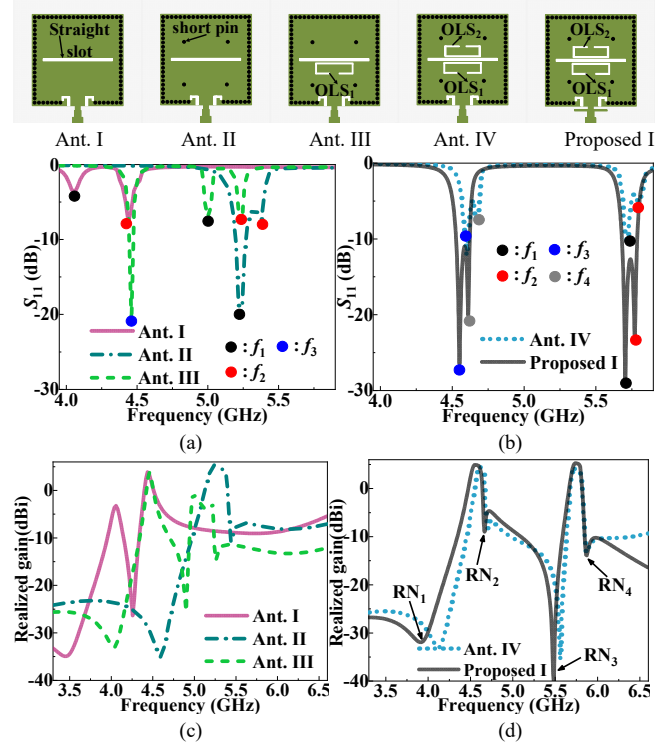 Straight
slot
short pin
OLS1
OLS2
OLS1
OLS2
OLS1
Ant. I
Ant. II
Ant. III
Ant. IV
Proposed I
0
-10
-20
-30
S11 (dB)
4.0 4.5 5.0 5.5
Frequency (GHz)
Ant. I
Ant. II
Ant. III
: f1
: f2
: f3
(a)
0
-10
-20
-30
S11 (dB)
4.0 4.5 5.0 5.5
Frequency (GHz)
: f1
: f2
: f3
: f4
Ant. IV
Proposed I
(b)
0
-10
-20
-30
-40
Realized gain(dBi)
3.5 4.0 4.5 5.0 5.5 6.0 6.5
Frequency (GHz)
Ant. I
Ant. II
Ant. III
(c)
0
-10
-20
-30
-40
Realized gain(dBi)
3.5 4.0 4.5 5.0 5.5 6.0 6.5
Frequency (GHz)
RN1
RN2
RN3
RN4
Ant. IV
Proposed I
(d)